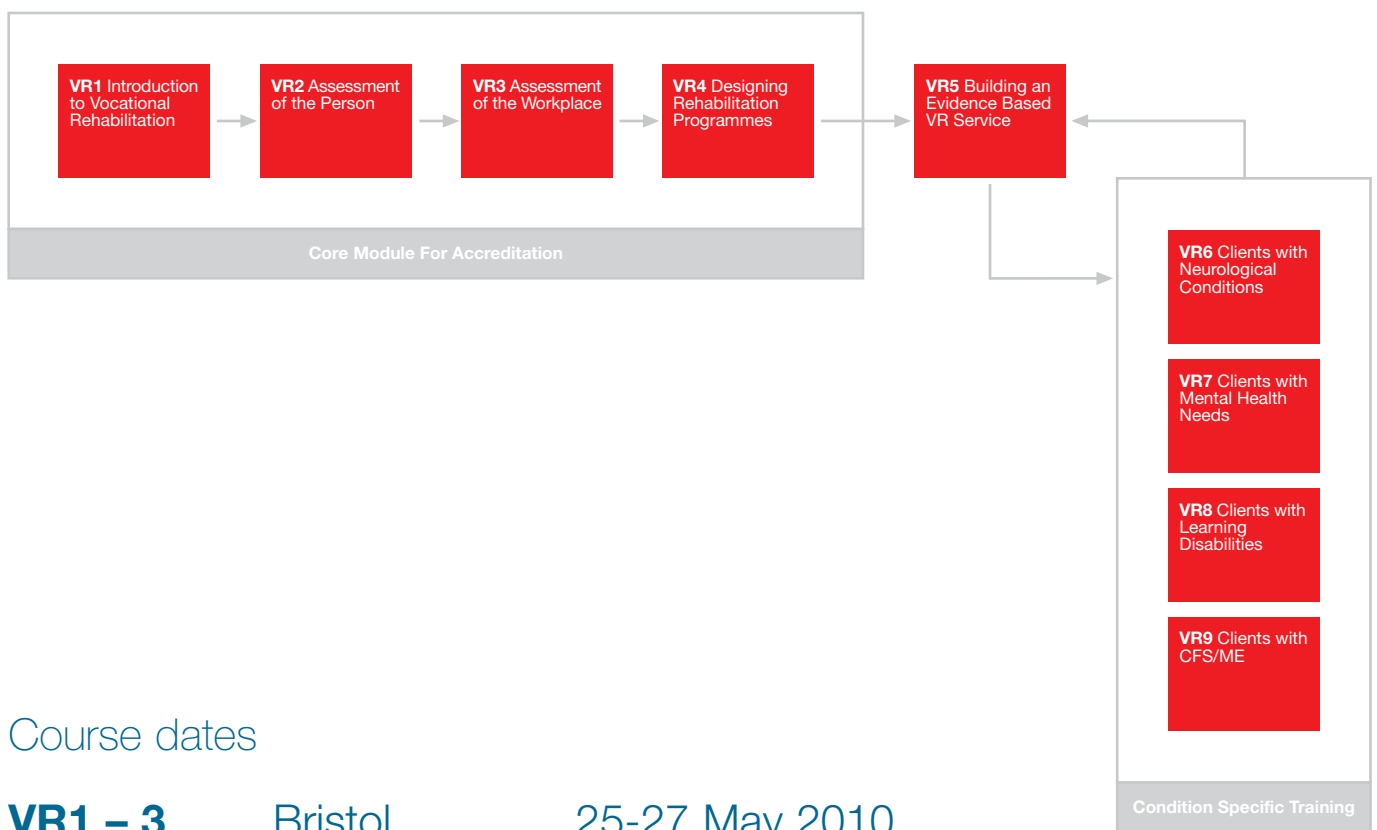 VR1 Introduction
to Vocational
Rehabilitation
VR2 Assessment
of the Person
VR3 Assessment
of the Workplace
VR4 Designing
Rehabilitation
Programmes
VR5 Building an
Evidence Based
VR Service
Core Module For Accreditation
VR6 Clients with
Neurological
Conditions
VR7 Clients with
Mental Health
Needs
VR8 Clients with
Learning
Disabilities
VR9 Clients with
CFS/ME
Condition Specific Training
Course dates
VR1 – 3 Bristol 25-27 May 2010